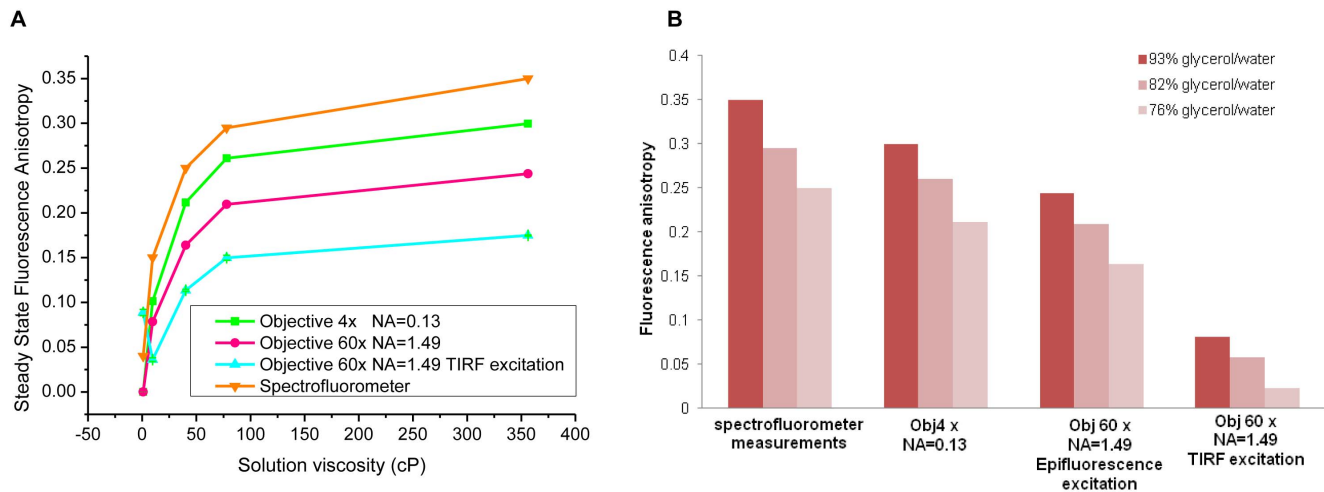 A
Steady State Fluorescence Anisotropy
0.35
0.30
0.25
0.20
0.15
0.10
0.05
0.00
Objective 4x NA=0.13
Objective 60x NA=1.49
Objective 60x NA=1.49 TIRF excitation
Spectrofluorometer
-50 0 50 100 150 200 250 300 350 400
Solution viscosity (cP)
B
Fluorescence anisotropy
0.4
0.35
0.3
0.25
0.2
0.15
0.1
0.05
0
93% glycerol/water
82% glycerol/water
76% glycerol/water
spectrofluorometer
measurements
Obj4 x
NA=0.13
Obj 60 x
NA=1.49
Epifluorescence
excitation
Obj 60 x
NA=1.49
TIRF excitation